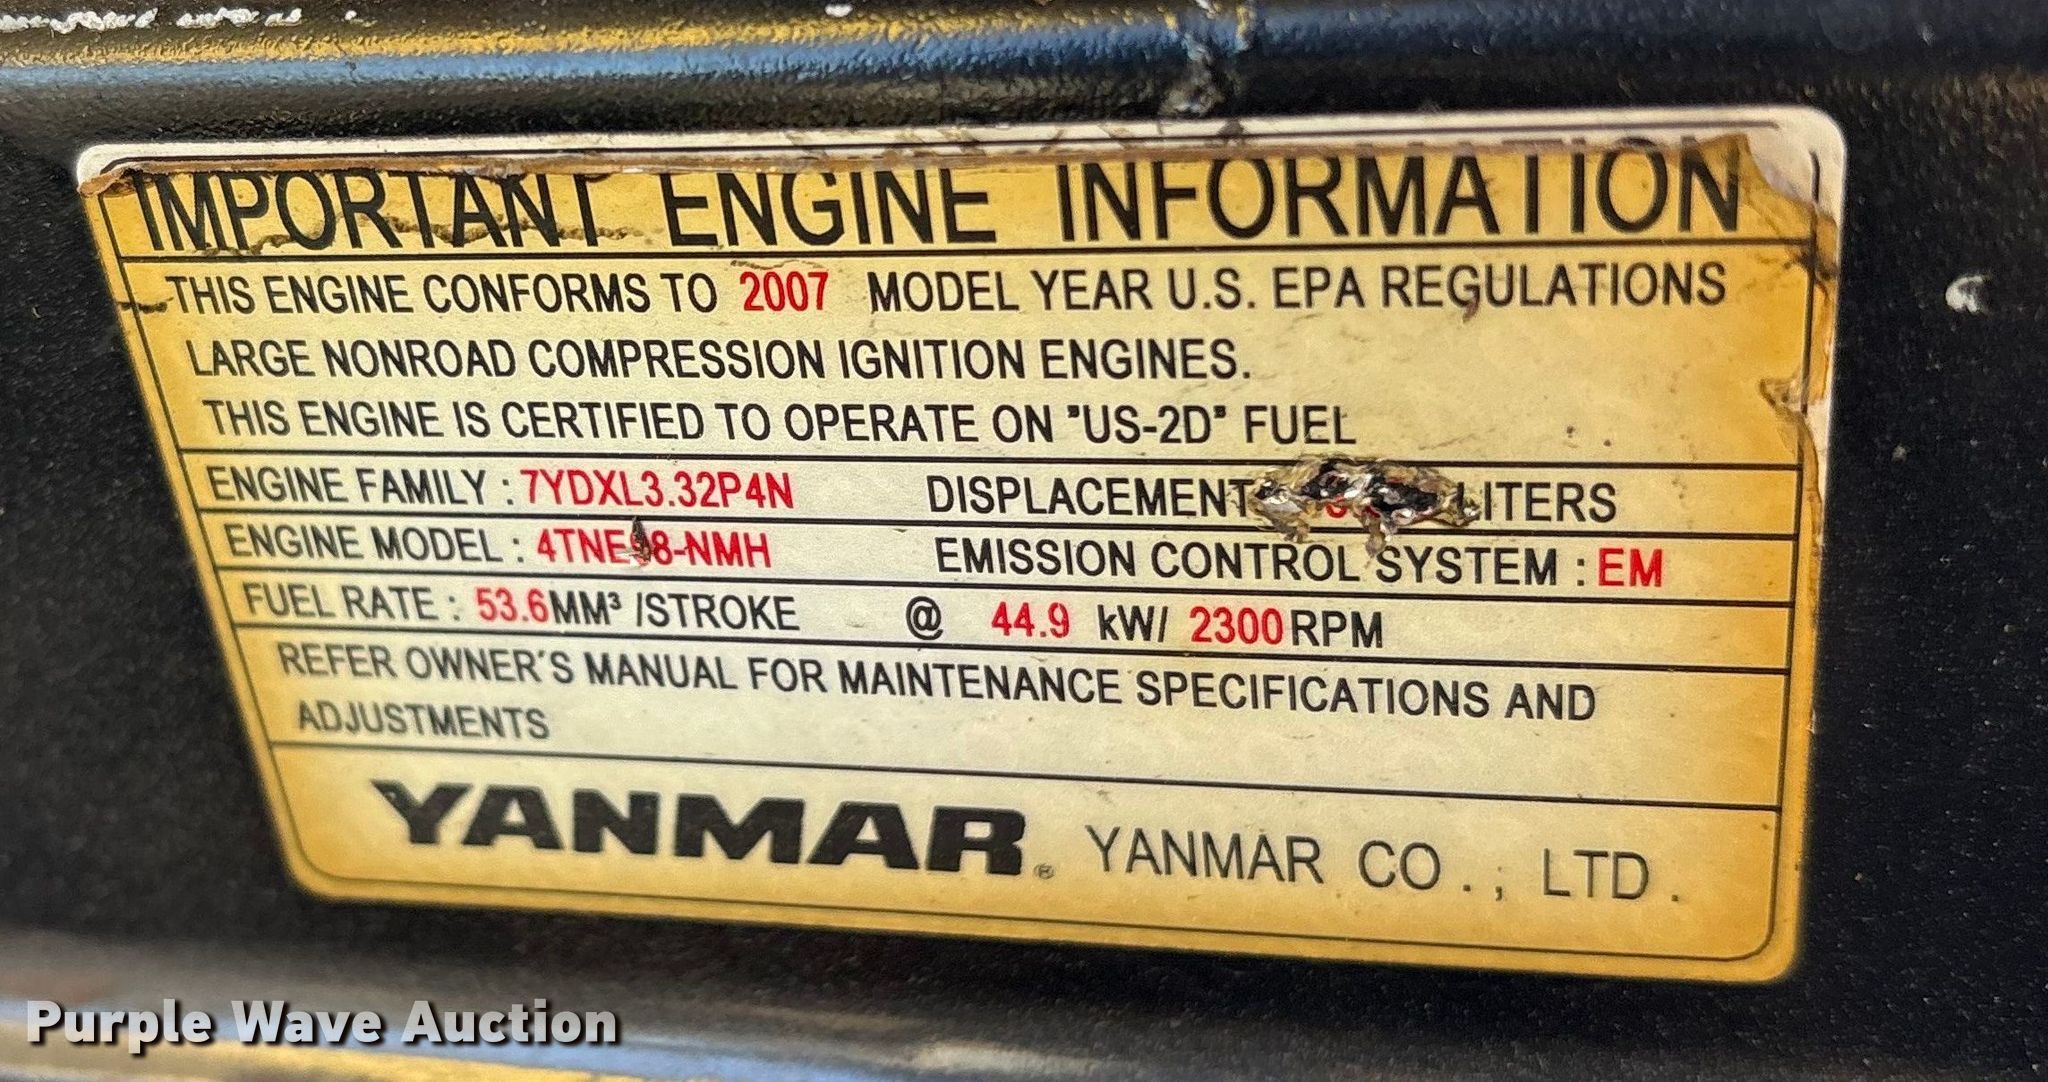 IMPORTANT ENGINE INFORMATION
THIS ENGINE CONFORMS TO 2007 MODEL YEAR U.S. EPA REGULATIONS
LARGE NONROAD COMPRESSION IGNITION ENGINES.
THIS ENGINE IS CERTIFIED TO OPERATE ON "US-2D" FUEL
ENGINE FAMILY : 7YDXL3.32P4N DISPLACEMENT LITERS
ENGINE MODEL : 4TNE98-NMH EMISSION CONTROL SYSTEM : EM
FUEL RATE : 53.6MM³ /STROKE @ 44.9 kW/ 2300RPM
REFER OWNER'S MANUAL FOR MAINTENANCE SPECIFICATIONS AND
ADJUSTMENTS
YANMAR® YANMAR CO., LTD.
Purple Wave Auction